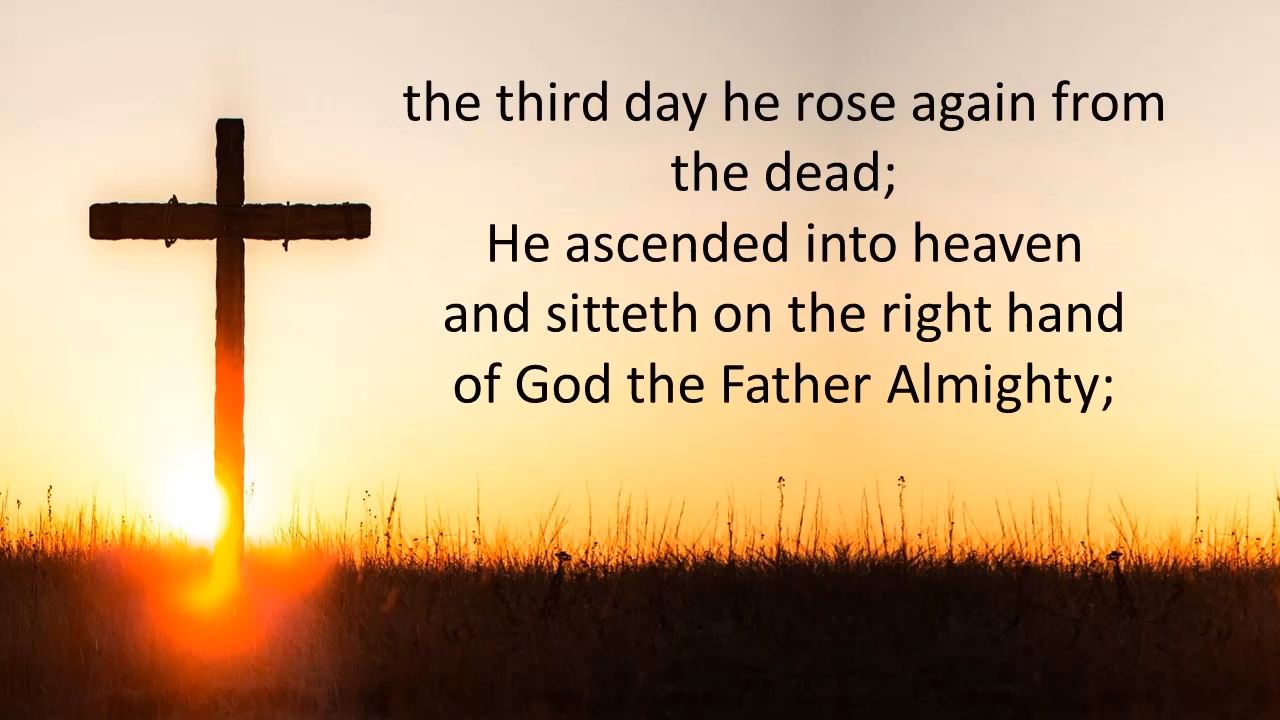 the third day he rose again from
the dead;
He ascended into heaven
and sitteth on the right hand
of God the Father Almighty;